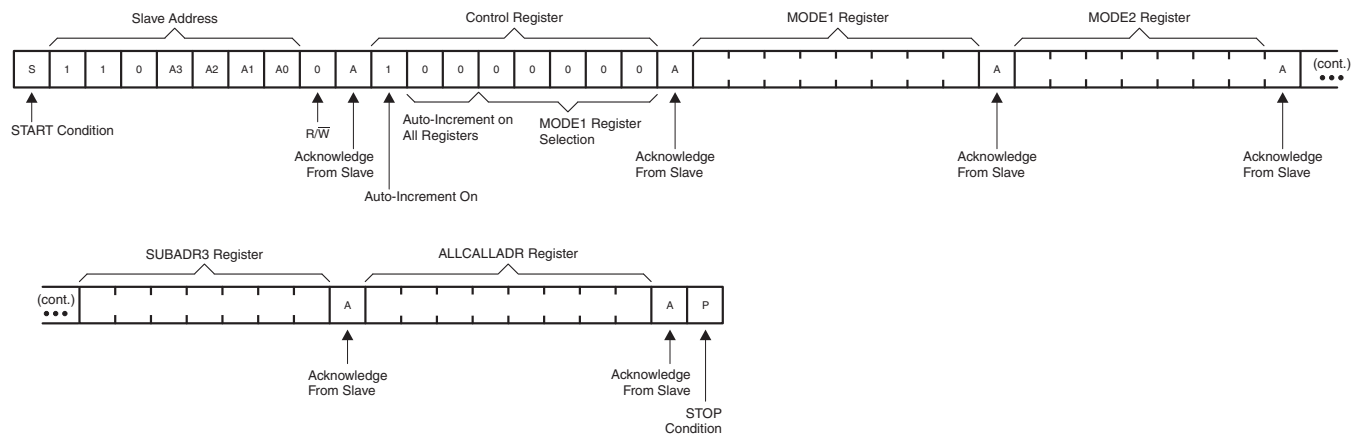 Slave Address
Control Register
MODE1 Register
MODE2 Register
S 1 1 0 A3 A2 A1 A0 0 A 1 0 0 0 0 0 0 0 A A A (cont.)
START Condition
R/W̅
Auto-Increment on
All Registers
MODE1 Register
Selection
Acknowledge
From Slave
Auto-Increment On
Acknowledge
From Slave
Acknowledge
From Slave
Acknowledge
From Slave
SUBADR3 Register
ALLCALLADR Register
(cont.) A A P
Acknowledge
From Slave
Acknowledge
From Slave
STOP
Condition